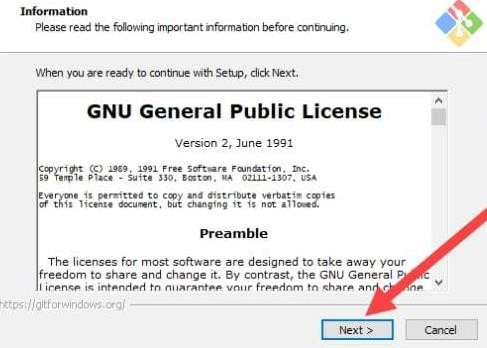 Information
Please read the following important information before continuing.
When you are ready to continue with Setup, click Next.
GNU General Public License
Version 2, June 1991
Copyright (C) 1989, 1991 Free Software Foundation, Inc.
59 Temple Place - Suite 330, Boston, MA 02111-1307, USA
Everyone is permitted to copy and distribute verbatim copies
of this license document, but changing it is not allowed.
Preamble
The licenses for most software are designed to take away your
freedom to share and change it. By contrast, the GNU General Public
License is intended to guarantee your freedom to share and change
https://gitforwindows.org/
Next >
Cancel